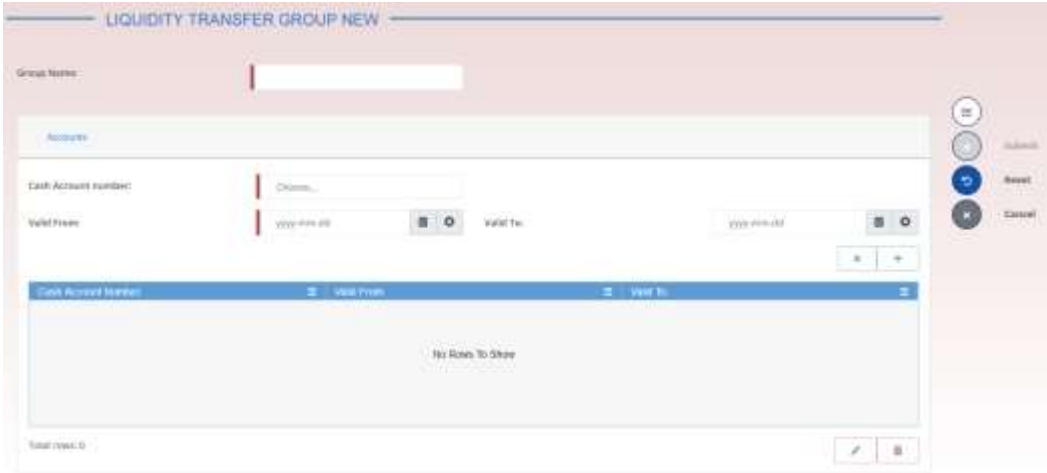 LIQUIDITY TRANSFER GROUP NEW
Group Name:
Accounts
Submit
Cash Account number:
Choose...
Reset
Valid From:
yyyy-mm-dd
Valid To:
yyyy-mm-dd
Cancel
Cash Account Number
Valid From
Valid To
No Rows To Show
Total rows: 0